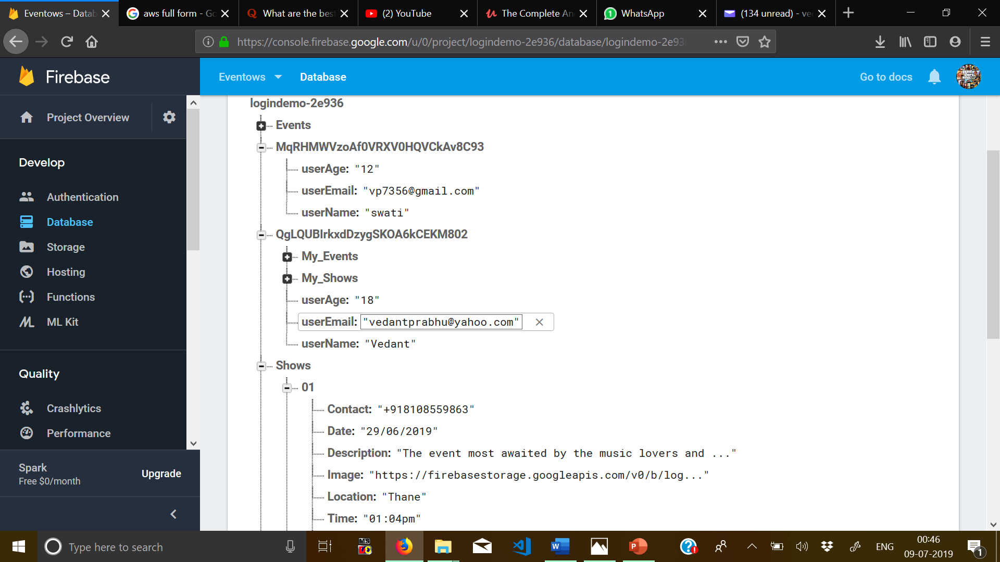 Eventows – Datab
aws full form - Go
What are the best
(2) YouTube
The Complete An
WhatsApp
(134 unread) - ve
https://console.firebase.google.com/u/0/project/logindemo-2e936/database/logindemo-2e93
Firebase
Eventows
Database
Go to docs
Project Overview
Develop
Authentication
Database
Storage
Hosting
Functions
ML Kit
Quality
Crashlytics
Performance
Spark
Free $0/month
Upgrade
logindemo-2e936
Events
MqRHMWVzoAf0VRXV0HQVCkAv8C93
userAge: "12"
userEmail: "vp7356@gmail.com"
userName: "swati"
QgLQUBIrkxdDzygSKOA6kCEKM802
My_Events
My_Shows
userAge: "18"
userEmail: "vedantprabhu@yahoo.com"
userName: "Vedant"
Shows
01
Contact: "+918108559863"
Date: "29/06/2019"
Description: "The event most awaited by the music lovers and ..."
Image: "https://firebasestorage.googleapis.com/v0/b/log..."
Location: "Thane"
Time: "01:04pm"
Type here to search
ENG
00:46
09-07-2019
1